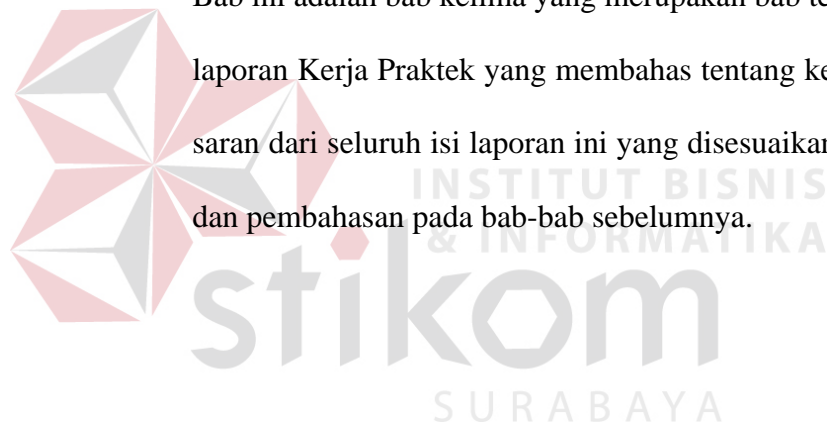 Bab ini adalah bab kelima yang merupakan bab
laporan Kerja Praktek yang membahas tentang
saran dari seluruh isi laporan ini yang disesuaikan
INSTITUT BISNIS
dan pembahasan pada bab-bab sebelumnya.
& INFORMATIKA
stikom
SURABAYA